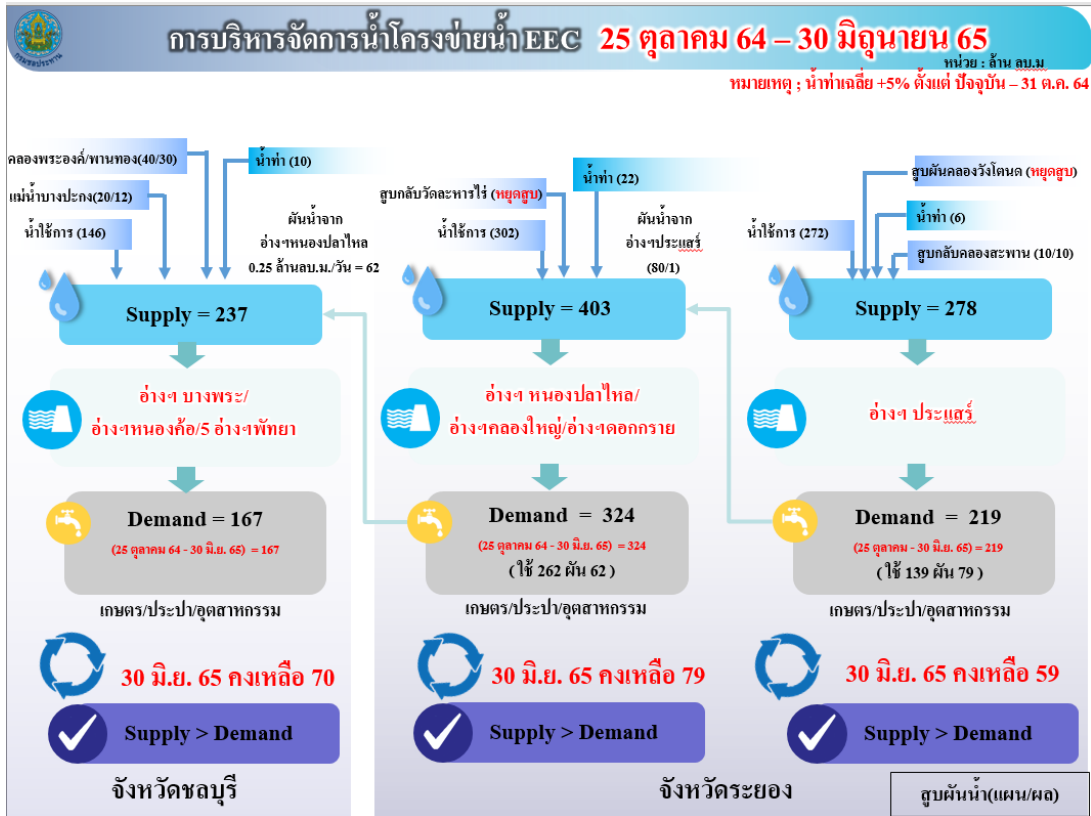 กรมชลประทาน
การบริหารจัดการน้ำโครงข่ายน้ำ EEC 25 ตุลาคม 64 – 30 มิถุนายน 65
หน่วย : ล้าน ลบ.ม
หมายเหตุ ; น้ำท่าเฉลี่ย +5% ตั้งแต่ ปัจจุบัน – 31 ต.ค. 64
คลองพระองค์/พานทอง(40/30)
แม่น้ำบางปะกง(20/12)
น้ำใช้การ (146)
น้ำท่า (10)
ผันน้ำจาก
อ่างฯหนองปลาไหล
0.25 ล้านลบ.ม./วัน = 62
Supply = 237
อ่างฯ บางพระ/
อ่างฯหนองค้อ/5 อ่างฯพัทยา
Demand = 167
(25 ตุลาคม 64 - 30 มิ.ย. 65) = 167
เกษตร/ประปา/อุตสาหกรรม
30 มิ.ย. 65 คงเหลือ 70
Supply > Demand
จังหวัดชลบุรี
สูบกลับวัดละหารไร่ (หยุดสูบ)
น้ำใช้การ (302)
น้ำท่า (22)
ผันน้ำจาก
อ่างฯประแสร์
(80/1)
Supply = 403
อ่างฯ หนองปลาไหล/
อ่างฯคลองใหญ่/อ่างฯดอกกราย
Demand = 324
(25 ตุลาคม 64 - 30 มิ.ย. 65) = 324
( ใช้ 262 ผัน 62 )
เกษตร/ประปา/อุตสาหกรรม
30 มิ.ย. 65 คงเหลือ 79
Supply > Demand
สูบผันคลองวังโตนด (หยุดสูบ)
น้ำท่า (6)
น้ำใช้การ (272)
สูบกลับคลองสะพาน (10/10)
Supply = 278
อ่างฯ ประแสร์
Demand = 219
(25 ตุลาคม - 30 มิ.ย. 65) = 219
( ใช้ 139 ผัน 79 )
เกษตร/ประปา/อุตสาหกรรม
30 มิ.ย. 65 คงเหลือ 59
Supply > Demand
จังหวัดระยอง
สูบผันน้ำ(แผน/ผล)